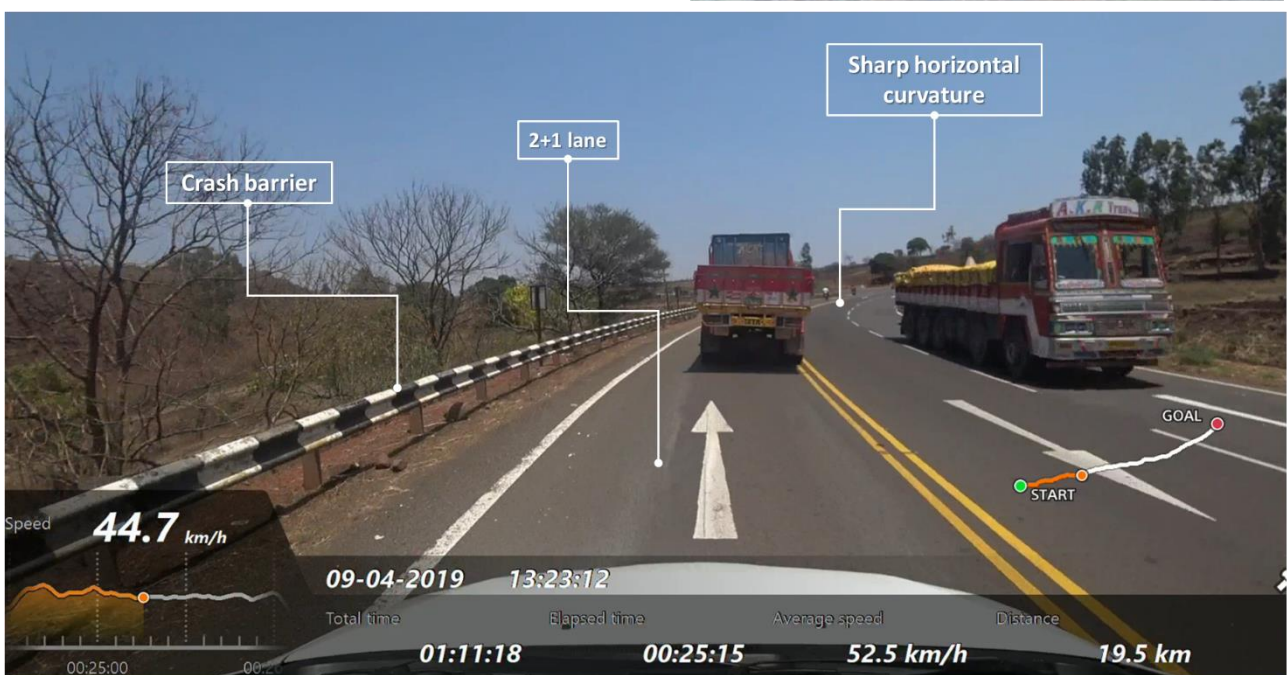 Sharp horizontal
curvature
2+1 lane
Crash barrier
A.K.A Trans
GOAL
START
Speed 44.7 km/h
09-04-2019 13:23:12
Total time Elapsed time Average speed Distance
01:11:18 00:25:15 52.5 km/h 19.5 km
00:25:00